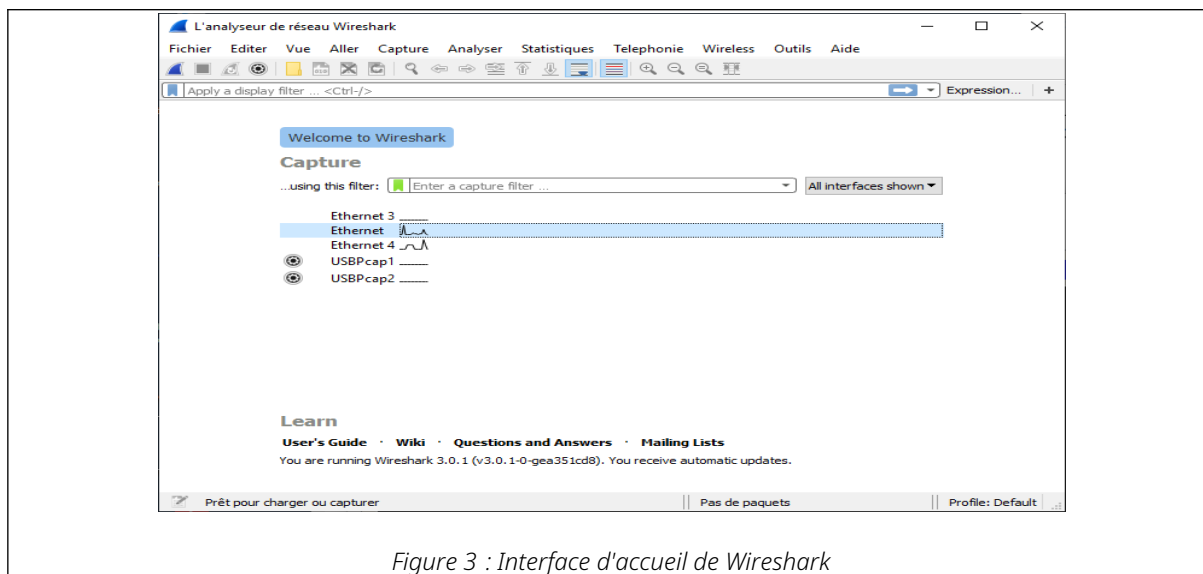 L'analyseur de réseau Wireshark
Fichier Editer Vue Aller Capture Analyser Statistiques Telephonie Wireless Outils Aide
Apply a display filter ... <Ctrl-/> Expression... +
Welcome to Wireshark
Capture
...using this filter: Enter a capture filter ... All interfaces shown
Ethernet 3
Ethernet
Ethernet 4
USBPcap1
USBPcap2
Learn
User's Guide · Wiki · Questions and Answers · Mailing Lists
You are running Wireshark 3.0.1 (v3.0.1-0-gea351cd8). You receive automatic updates.
Prêt pour charger ou capturer Pas de paquets Profile: Default
Figure 3 : Interface d'accueil de Wireshark